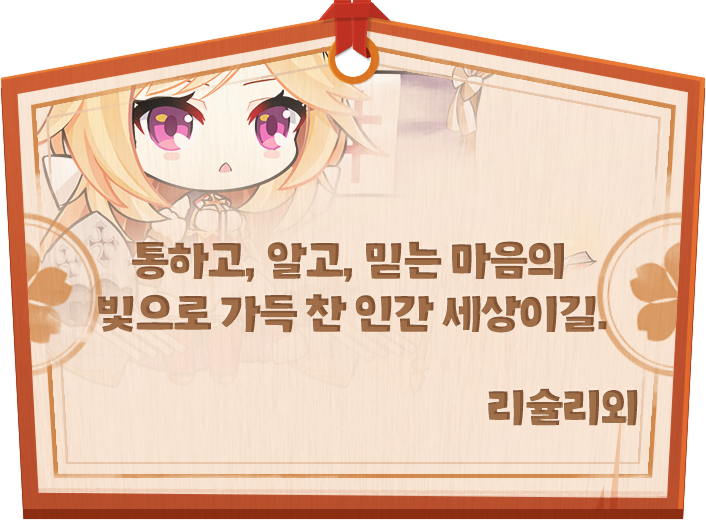 통하고, 알고, 믿는 마음의
빛으로 가득 찬 인간 세상이길.
리슐리외